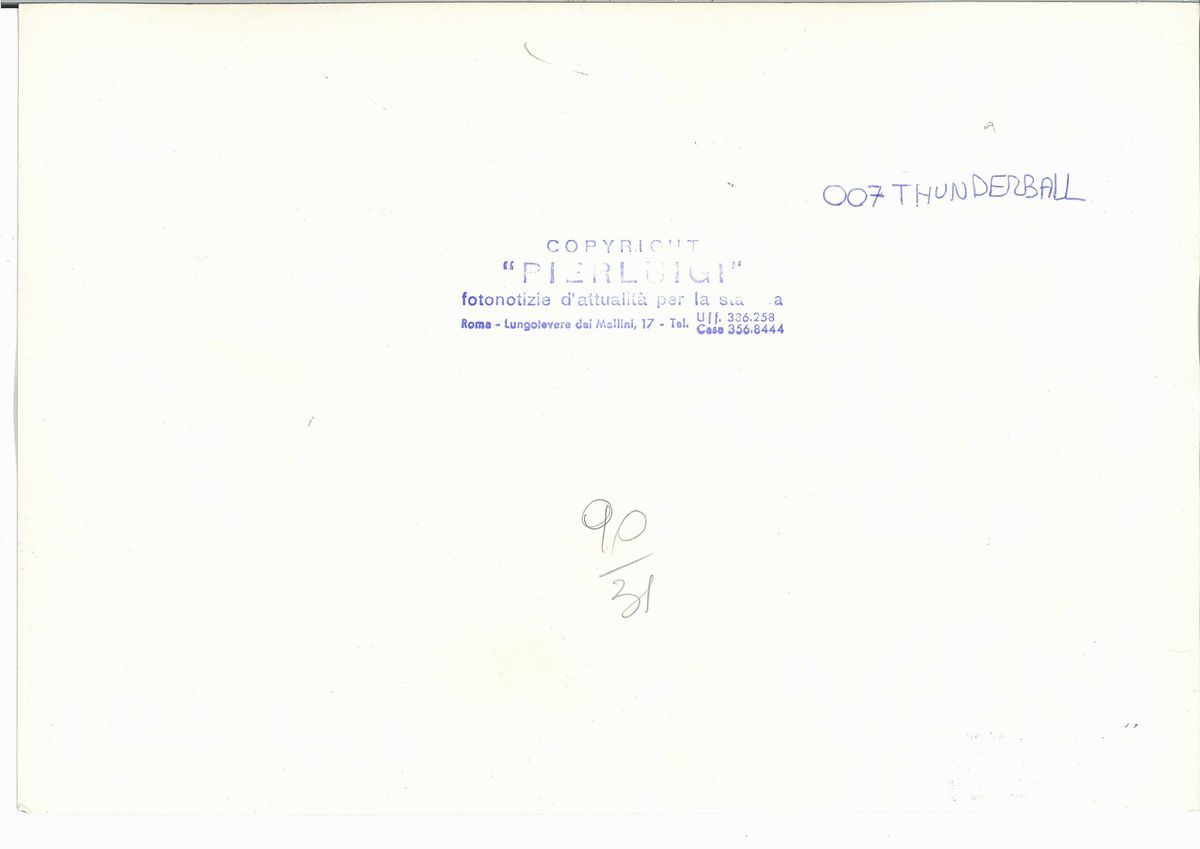 007 THUNDERBALL
COPYRIGHT
"PIERLUIGI"
fotonotizie d'attualità per la
Roma - Lungotevere dei Mellini, 17 - Tel. Uff. 386.258
Casa 356.8444
90
31